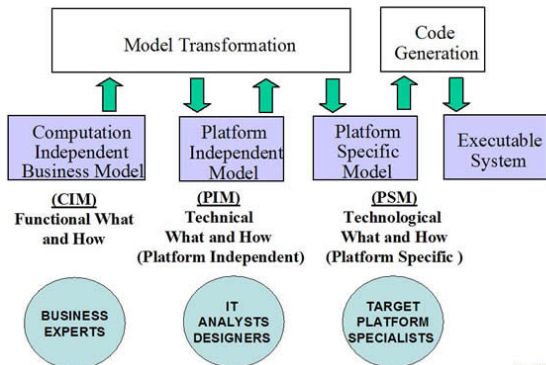 Model Transformation
Code
Generation
Computation
Independent
Business Model
Platform
Independent
Model
Platform
Specific
Model
Executable
System
(CIM)
Functional What
and How
(PIM)
Technical
What and How
(Platform Independent)
(PSM)
Technological
What and How
(Platform Specific )
BUSINESS
EXPERTS
IT
ANALYSTS
DESIGNERS
TARGET
PLATFORM
SPECIALISTS